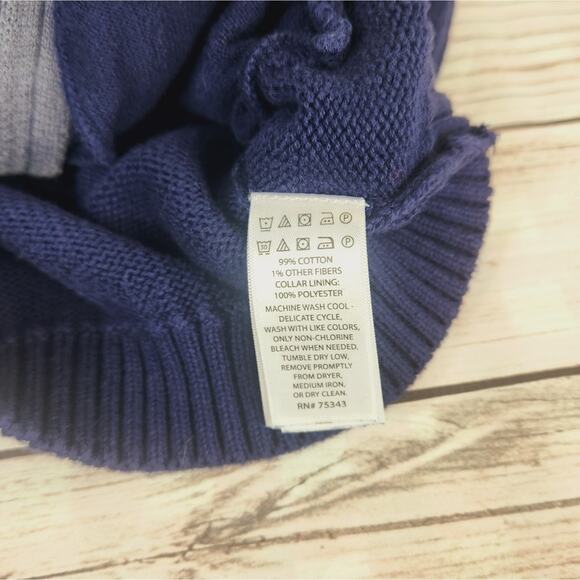 P
30 P
99% COTTON
1% OTHER FIBERS
COLLAR LINING:
100% POLYESTER
MACHINE WASH COOL -
DELICATE CYCLE,
WASH WITH LIKE COLORS,
ONLY NON-CHLORINE
BLEACH WHEN NEEDED,
TUMBLE DRY LOW,
REMOVE PROMPTLY
FROM DRYER,
MEDIUM IRON,
OR DRY CLEAN.
RN# 75343